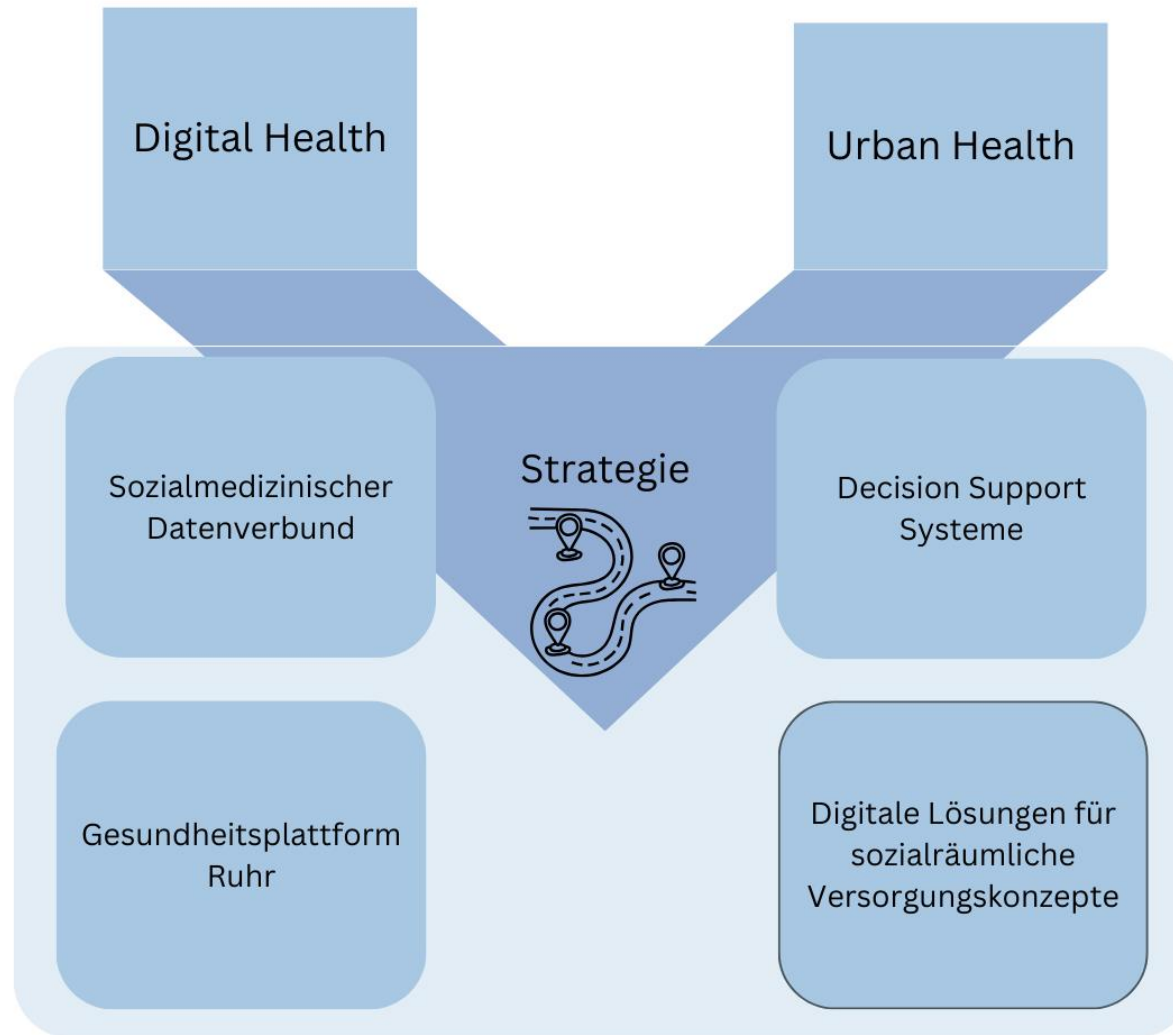 Digital Health
Urban Health
Strategie
Sozialmedizinischer
Datenverbund
Decision Support
Systeme
Gesundheitsplattform
Ruhr
Digitale Lösungen für
sozialräumliche
Versorgungskonzepte